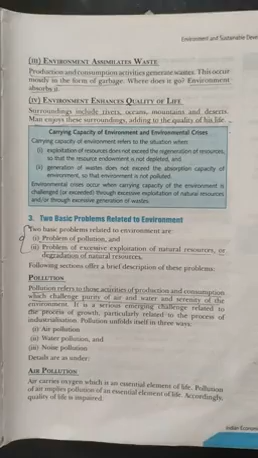 Environment and Sustainable Deve
(iii) ENVIRONMENT ASSIMILATES WASTE
Production and consumption activities generate wastes. This occur
mostly in the form of garbage. Where does it go? Environment
absorbs it.
(iv) ENVIRONMENT ENHANCES QUALITY OF LIFE
Surroundings include rivers, oceans, mountains and deserts.
Man enjoys these surroundings, adding to the quality of his life.
Carrying Capacity of Environment and Environmental Crises
Carrying capacity of environment refers to the situation when:
(i) exploitation of resources does not exceed the regeneration of resources,
so that the resource endowment is not depleted, and
(ii) generation of wastes does not exceed the absorption capacity of
environment, so that environment is not polluted.
Environmental crises occur when carrying capacity of the environment is
challenged (or exceeded) through excessive exploitation of natural resources
and/or through excessive generation of wastes.
3. Two Basic Problems Related to Environment
Two basic problems related to environment are:
(i) Problem of pollution, and
(ii) Problem of excessive exploitation of natural resources, or
degradation of natural resources.
Following sections offer a brief description of these problems:
POLLUTION
Pollution refers to those activities of production and consumption
which challenge purity of air and water and serenity of the
environment. It is a serious emerging challenge related to
the process of growth, particularly related to the process of
industrialisation. Pollution unfolds itself in three ways:
(i) Air pollution
(ii) Water pollution, and
(iii) Noise pollution
Details are as under:
AIR POLLUTION
Air carries oxygen which is an essential element of life. Pollution
of air implies pollution of an essential element of life. Accordingly,
quality of life is impaired.
Indian Econom